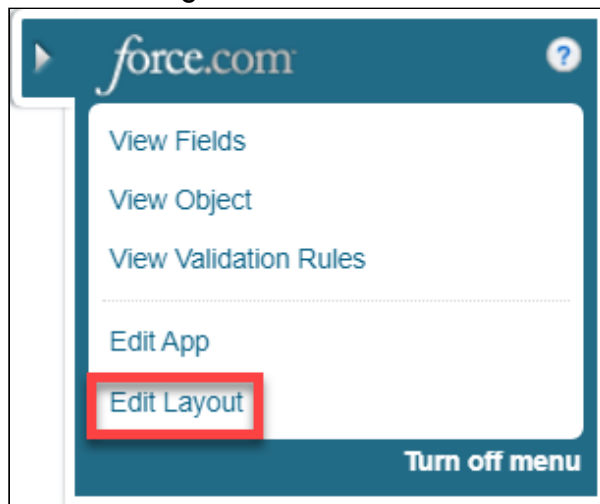 force.com
?
View Fields
View Object
View Validation Rules
Edit App
Edit Layout
Turn off menu